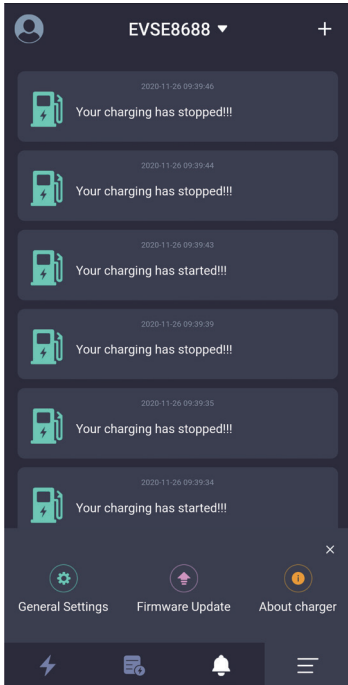 EVSE8688
2020-11-26 09:39:46
Your charging has stopped!!!
2020-11-26 09:39:44
Your charging has stopped!!!
2020-11-26 09:39:43
Your charging has started!!!
2020-11-26 09:39:39
Your charging has stopped!!!
2020-11-26 09:39:35
Your charging has stopped!!!
2020-11-26 09:39:34
Your charging has started!!!
General Settings
Firmware Update
About charger